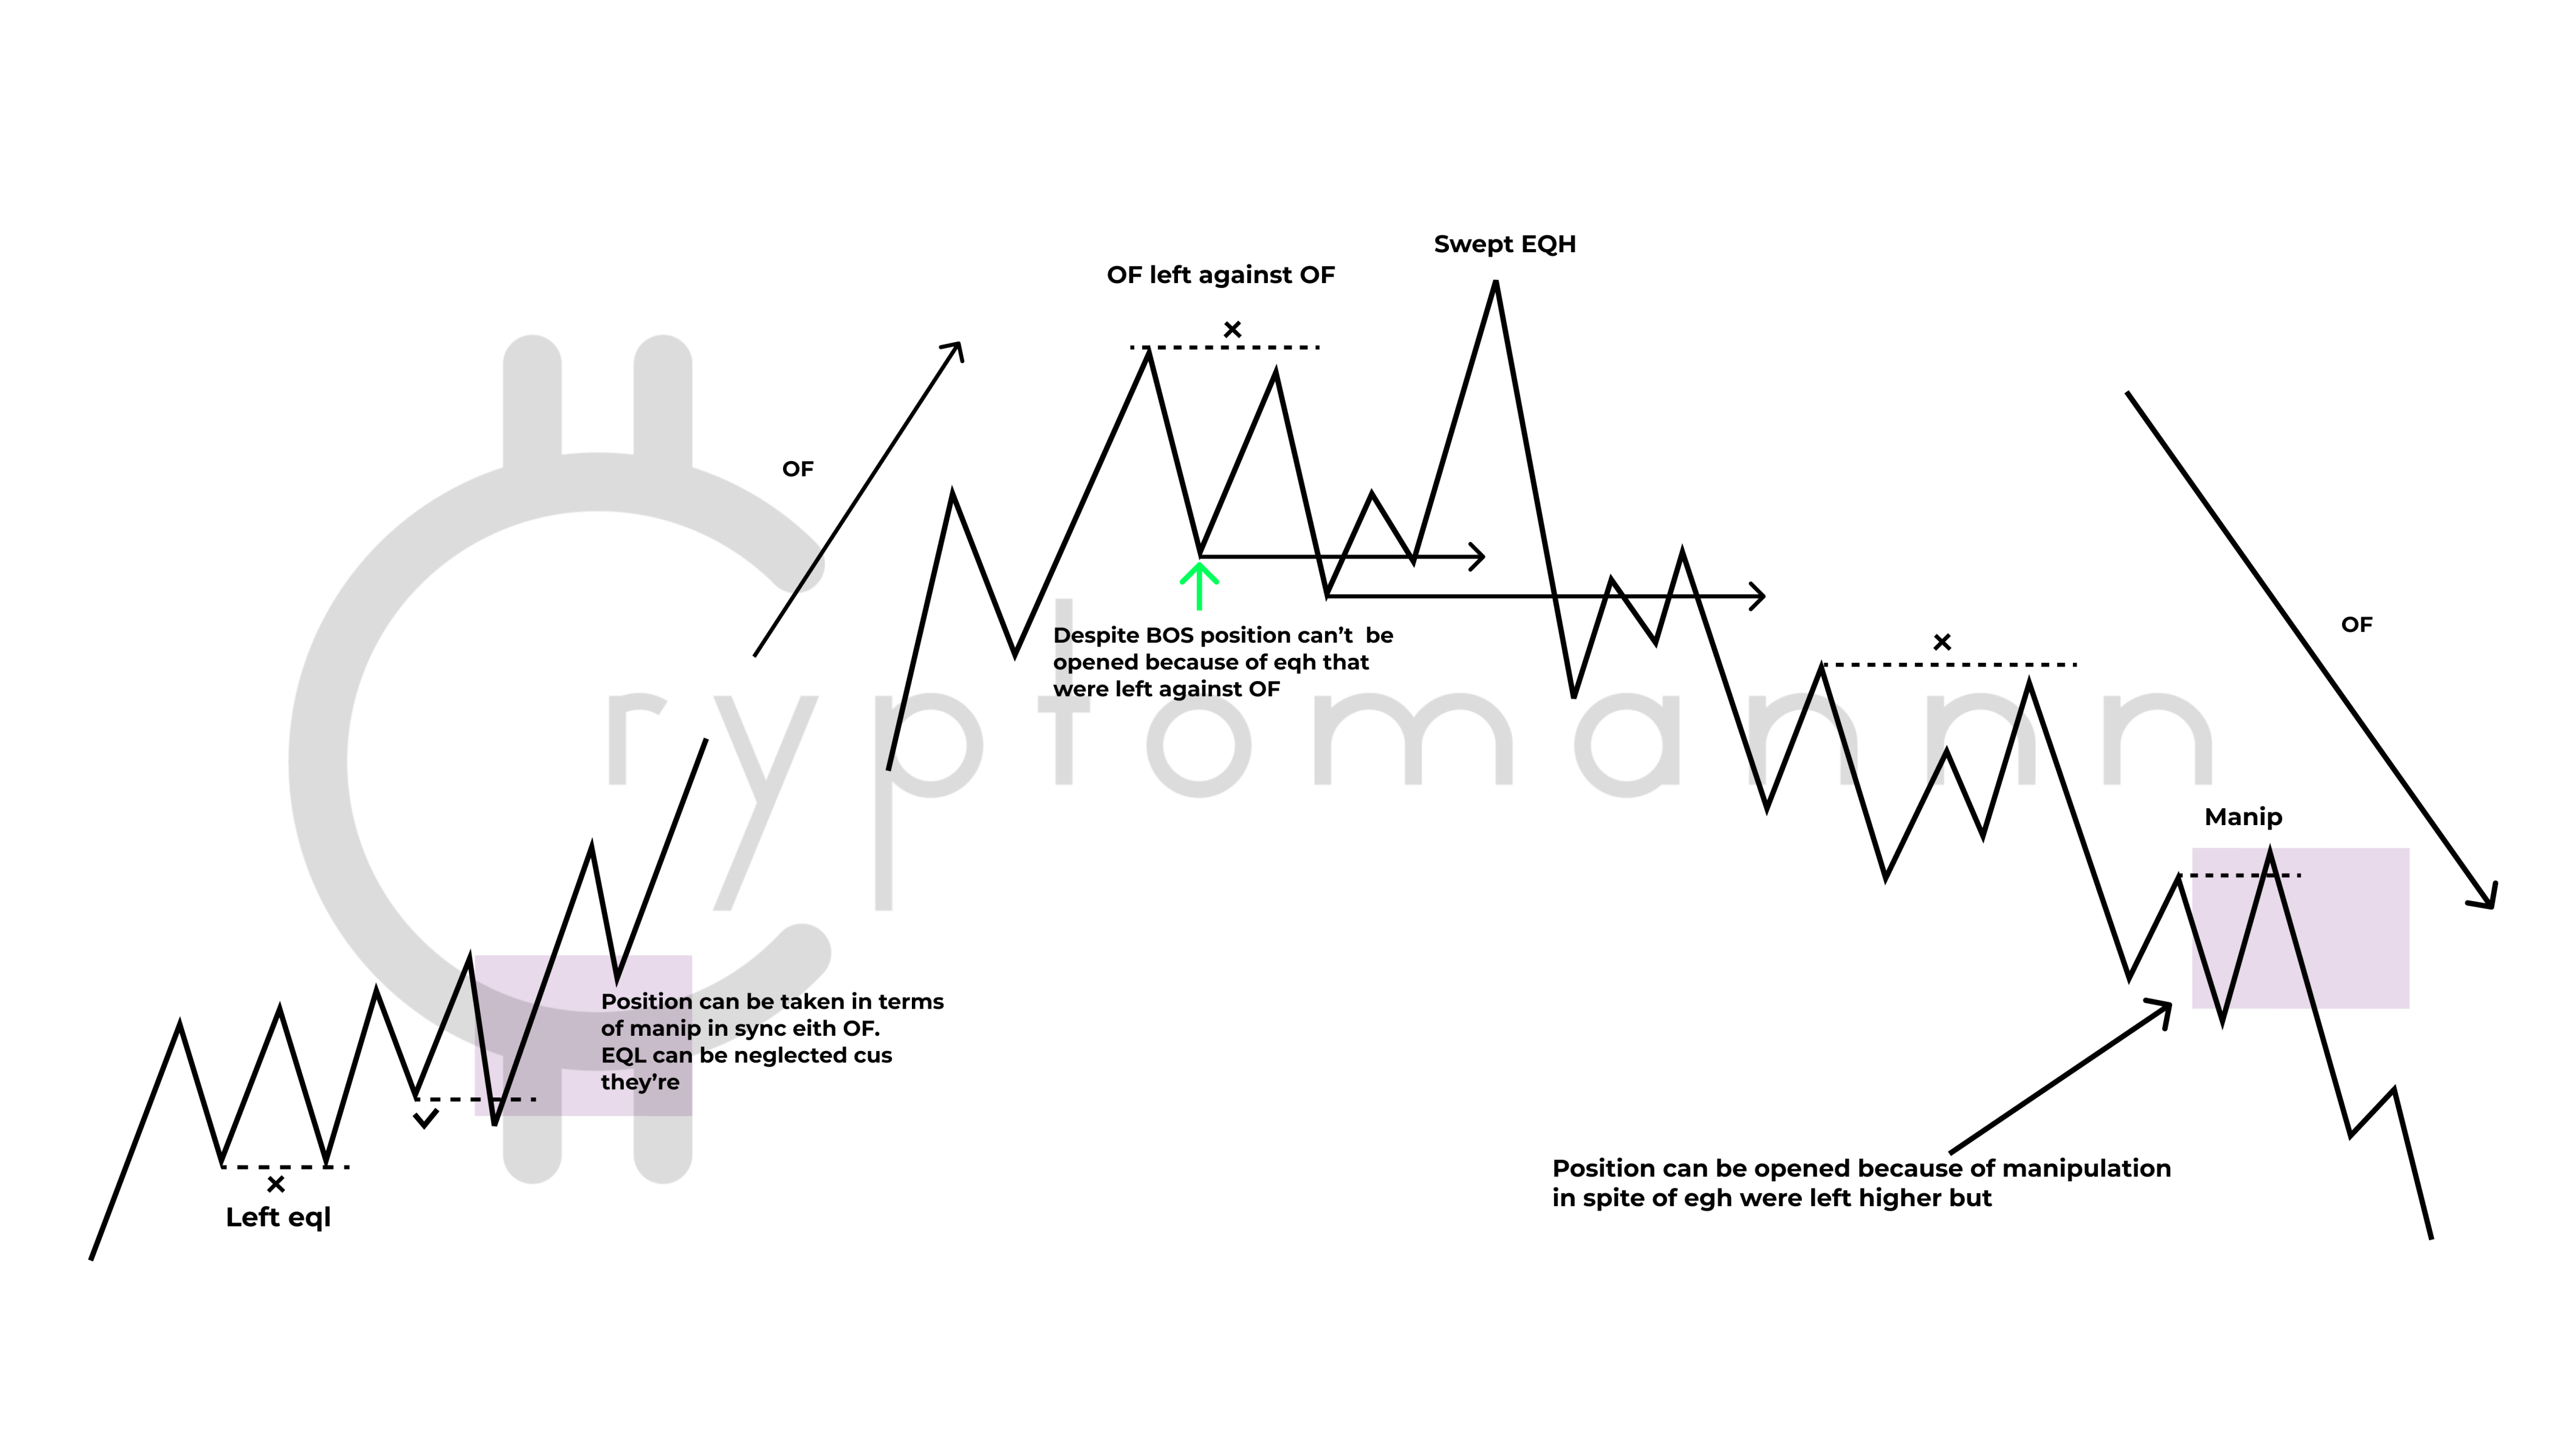 Swept EQH
OF left against OF
OF
Despite BOS position can’t  be
opened because of eqh that
were left against OF
OF
ryptomannn
Manip
Position can be taken in terms
of manip in sync eith OF.
EQL can be neglected cus
they’re
Left eql
Position can be opened because of manipulation
in spite of egh were left higher but